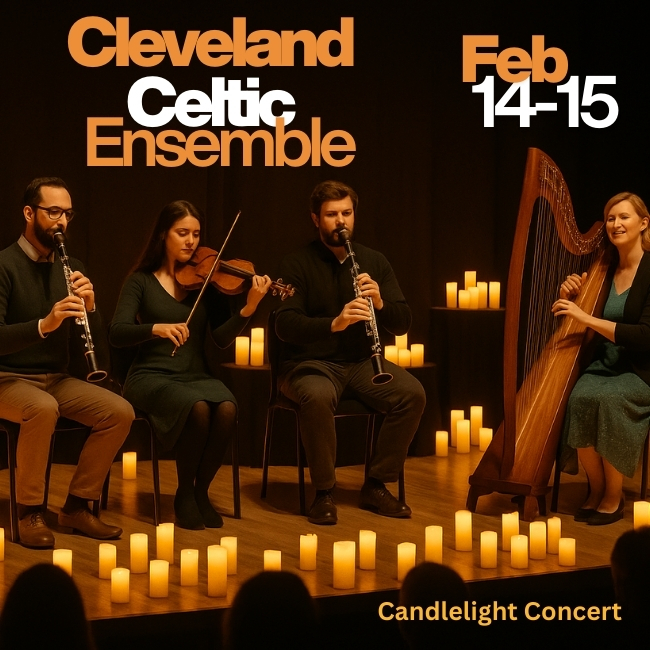 Cleveland
Celtic
Ensemble
Feb
14-15
Candlelight Concert